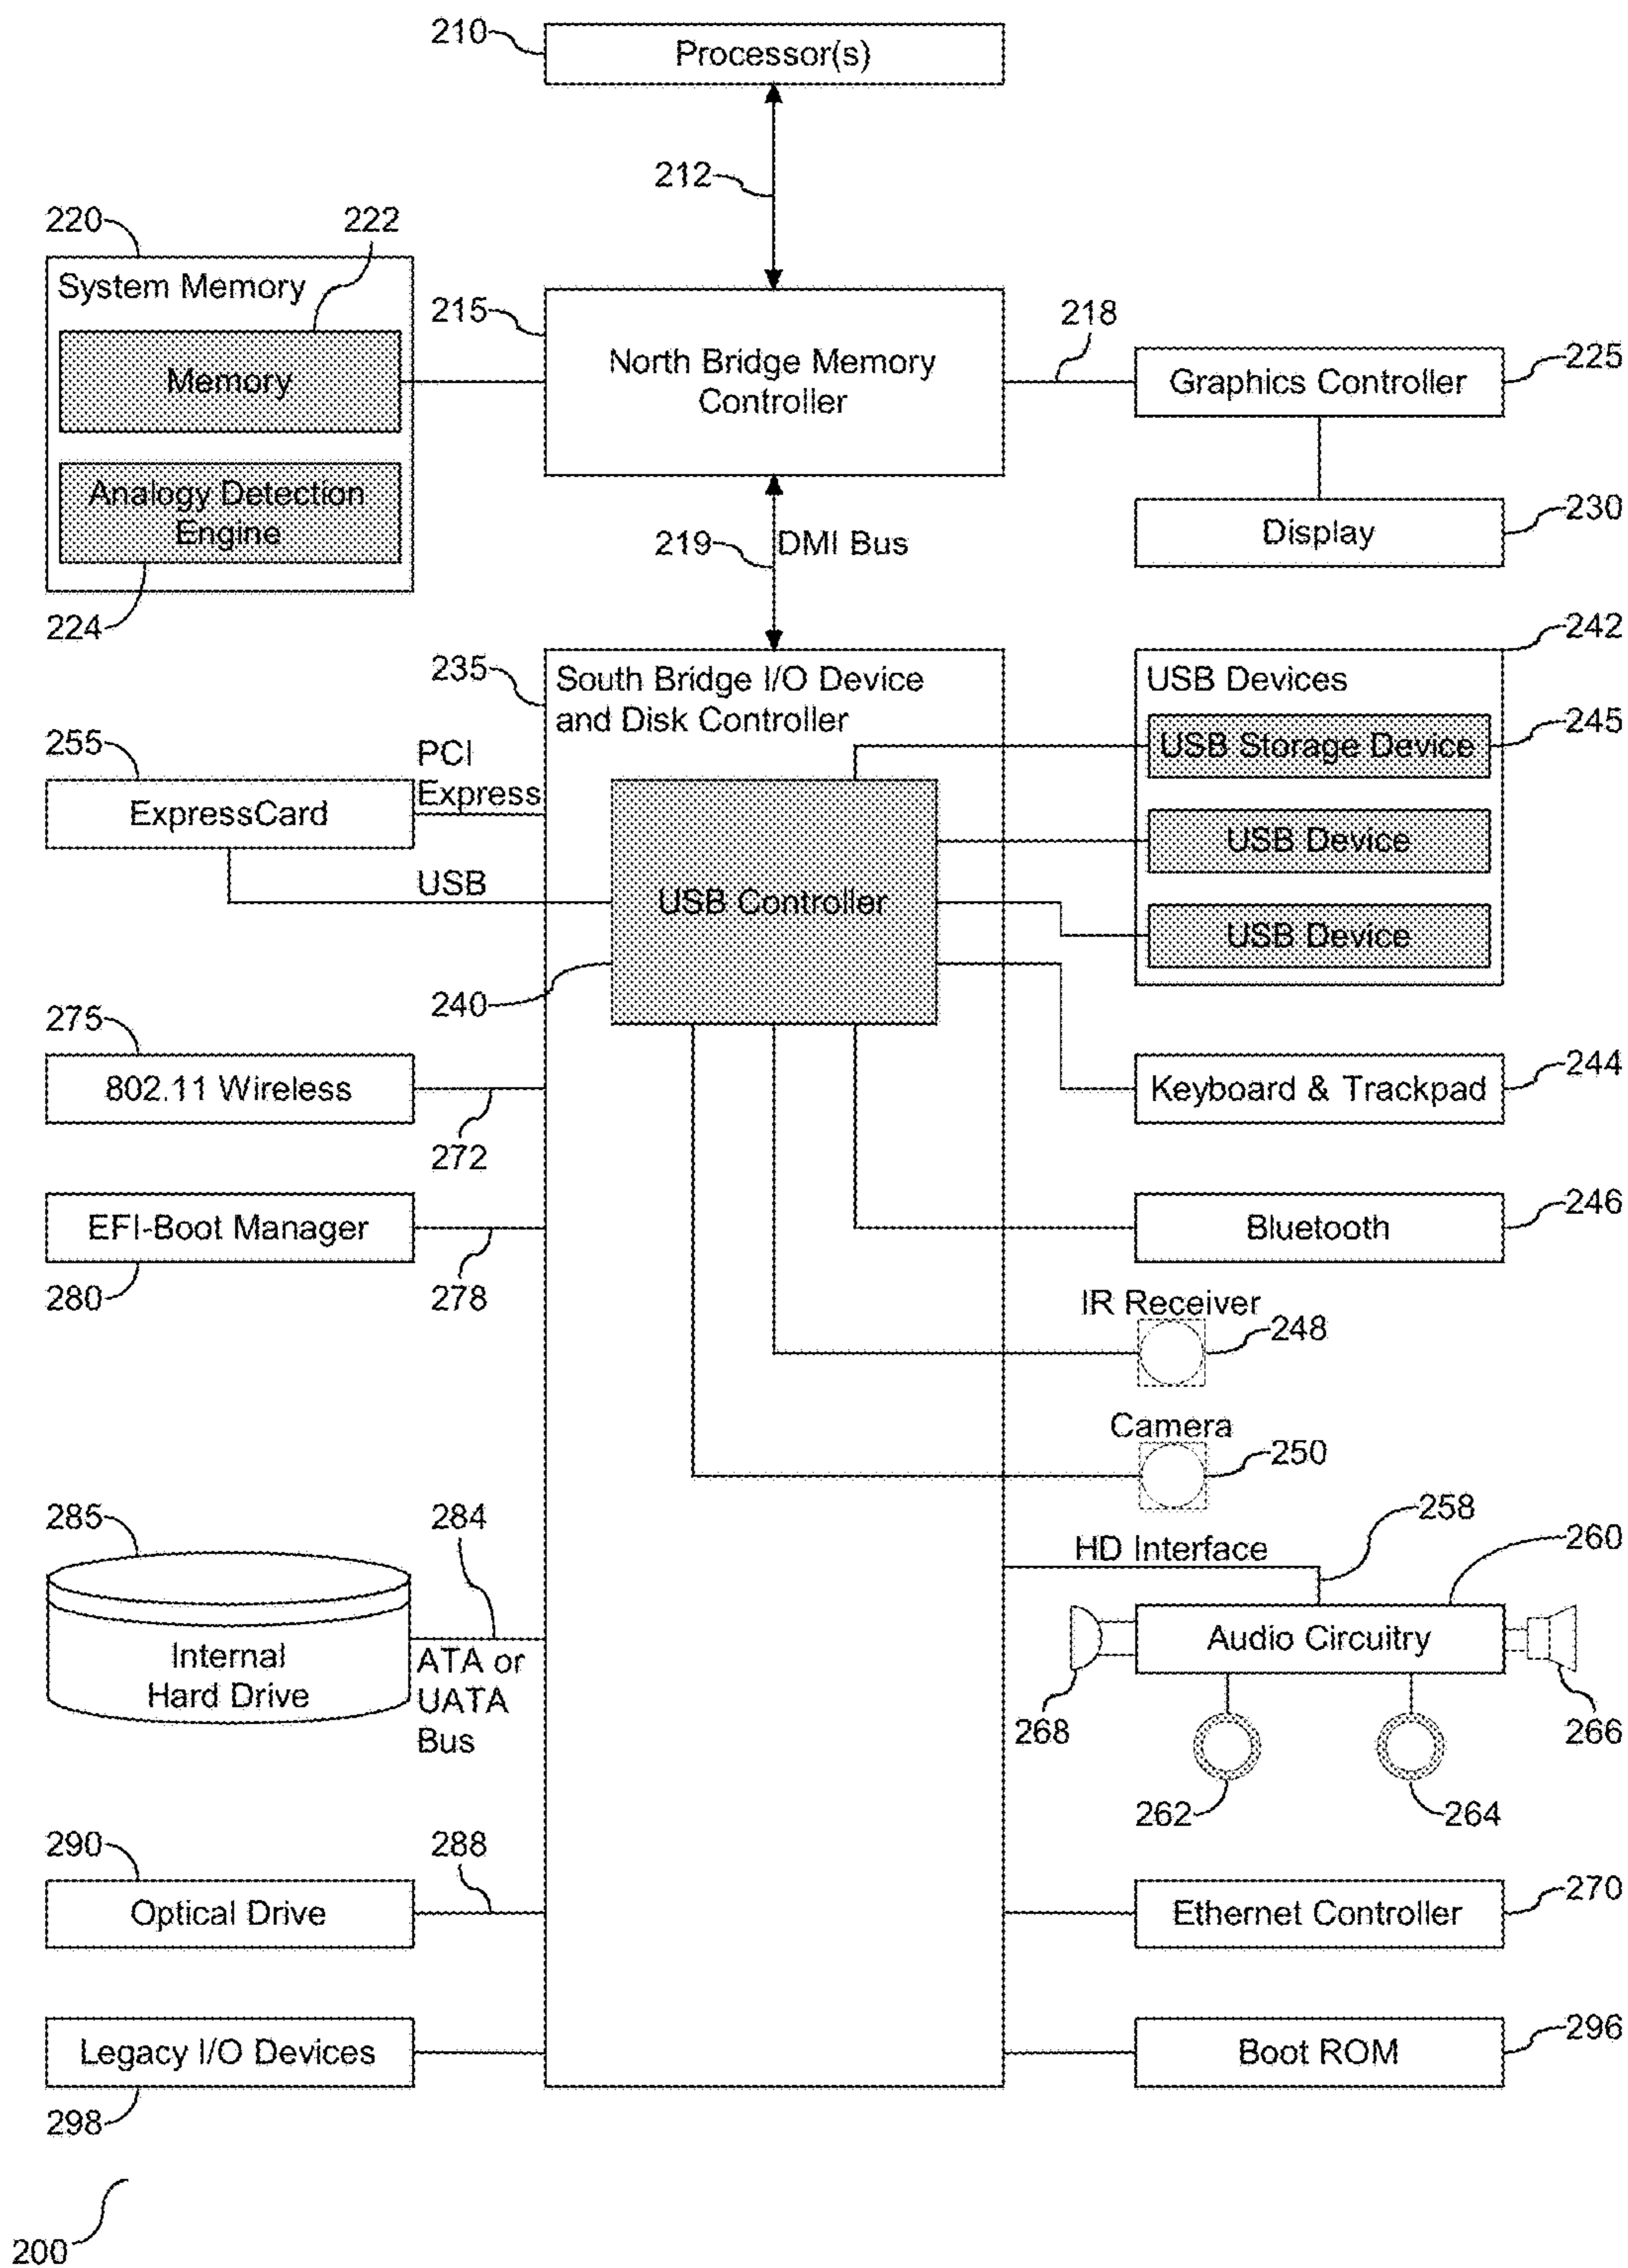 210
Processor(s)
212
220
222
System Memory
Memory
Analogy Detection
Engine
224
215
North Bridge Memory
Controller
218
Graphics Controller
225
Display
230
219
DMI Bus
235
South Bridge I/O Device
and Disk Controller
242
USB Devices
USB Storage Device
245
USB Device
USB Device
255
ExpressCard
PCI
Express
USB
USB Controller
240
275
802.11 Wireless
272
Keyboard & Trackpad
244
EFI-Boot Manager
280
278
Bluetooth
246
IR Receiver
248
Camera
250
285
Internal
Hard Drive
284
ATA or
UATA
Bus
HD Interface
258
260
Audio Circuitry
268
266
262
264
290
Optical Drive
288
Ethernet Controller
270
Legacy I/O Devices
298
Boot ROM
296
200